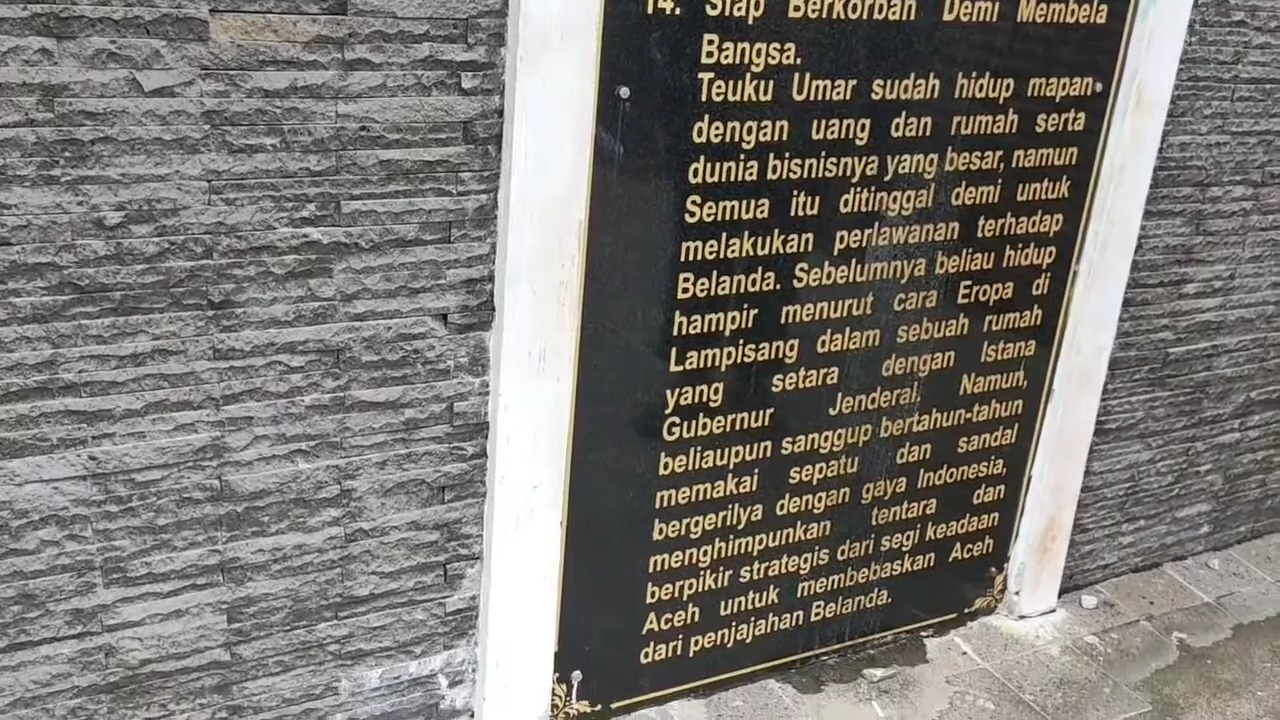 14. Siap Berkorban Demi Membela
Bangsa.
Teuku Umar sudah hidup mapan
dengan uang dan rumah serta
dunia bisnisnya yang besar, namun
Semua itu ditinggal demi untuk
melakukan perlawanan terhadap
Belanda. Sebelumnya beliau hidup
hampir menurut cara Eropa di
Lampisang dalam sebuah rumah
yang setara dengan Istana
Gubernur Jenderal. Namun,
beliaupun sanggup bertahun-tahun
memakai sepatu dan sandal
bergerilya dengan gaya Indonesia,
menghimpunkan tentara dan
berpikir strategis dari segi keadaan
Aceh untuk membebaskan Aceh
dari penjajahan Belanda.